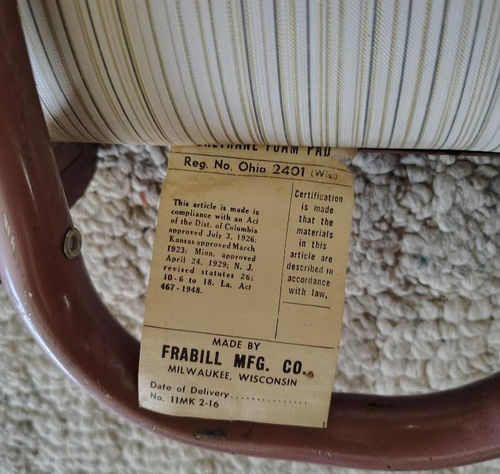 URETHANE FOAM PAD
Reg. No. Ohio 2401 (Wis.)
This article is made in
compliance with an Act
of the Dist. of Columbia
approved July 3, 1926;
Kansas approved March
1923; Minn. approved
April 24, 1929; N. J.
revised statutes 26;
10-6 to 18. La. Act
467-1948.
Certification
is made
that the
materials
in this
article are
described in
accordance
with law,
MADE BY
FRABILL MFG. CO.
MILWAUKEE, WISCONSIN
Date of Delivery..............
No. 11MK 2-16